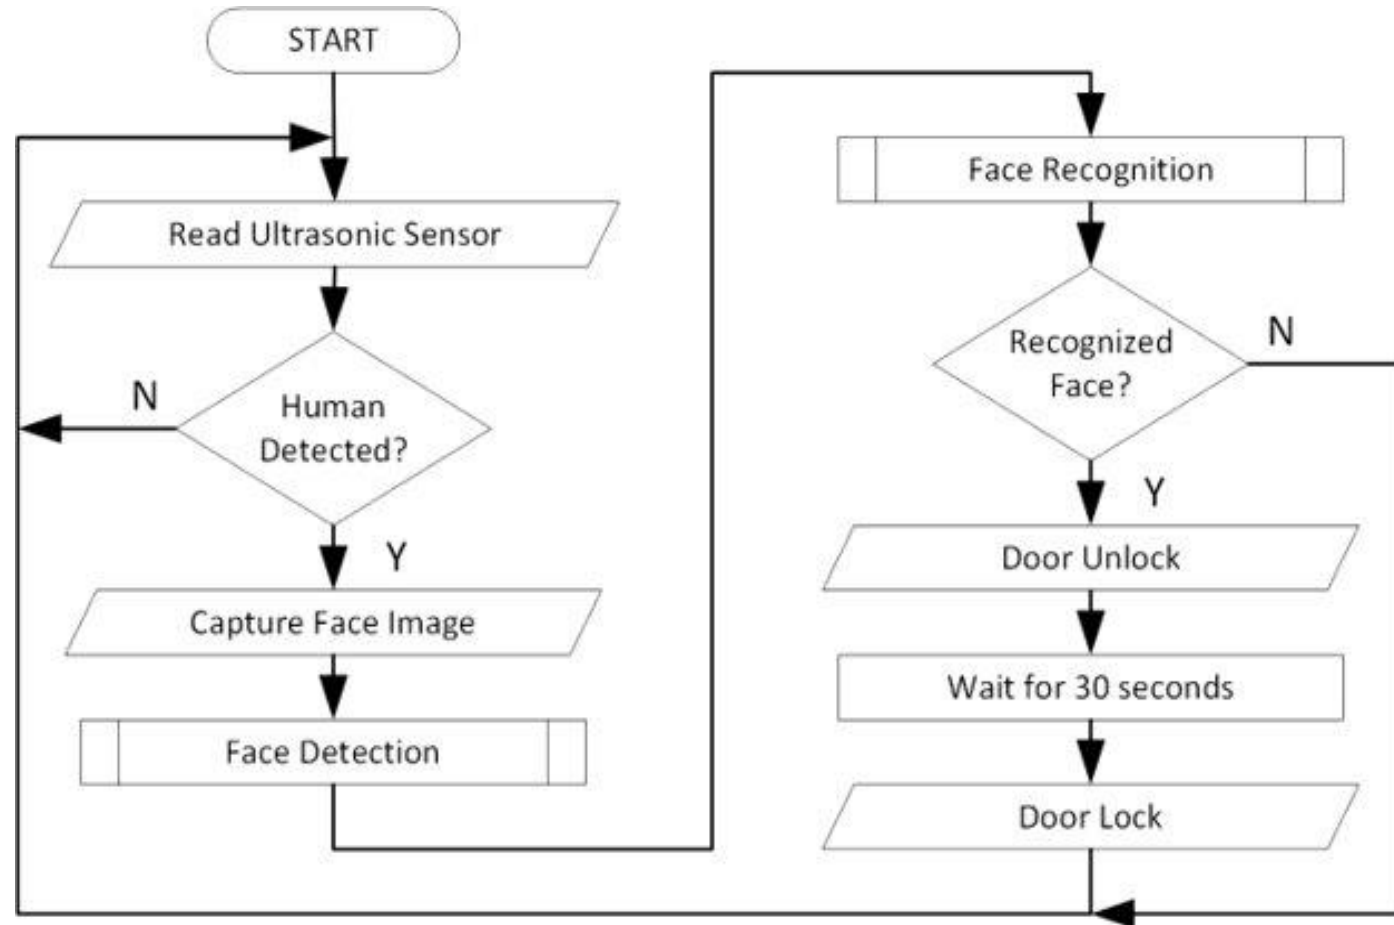 START
Read Ultrasonic Sensor
N
Human
Detected?
Y
Capture Face Image
Face Detection
Face Recognition
Recognized
Face?
N
Y
Door Unlock
Wait for 30 seconds
Door Lock